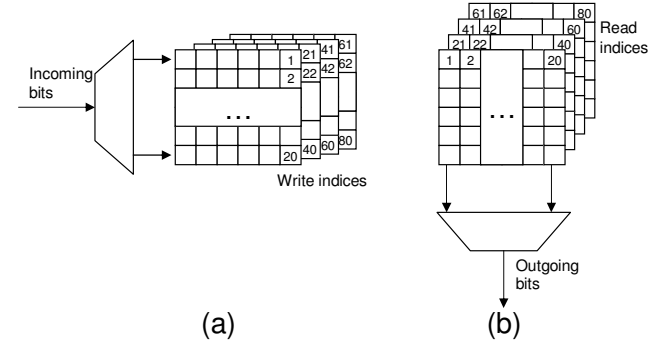 61 62 80
41 42 60
Read
indices
21 22 40
1 2 20
...
Incoming
bits
1 21 41 61
2 22 42 62
...
20 40 60 80
Write indices
Outgoing
bits
(a)
(b)